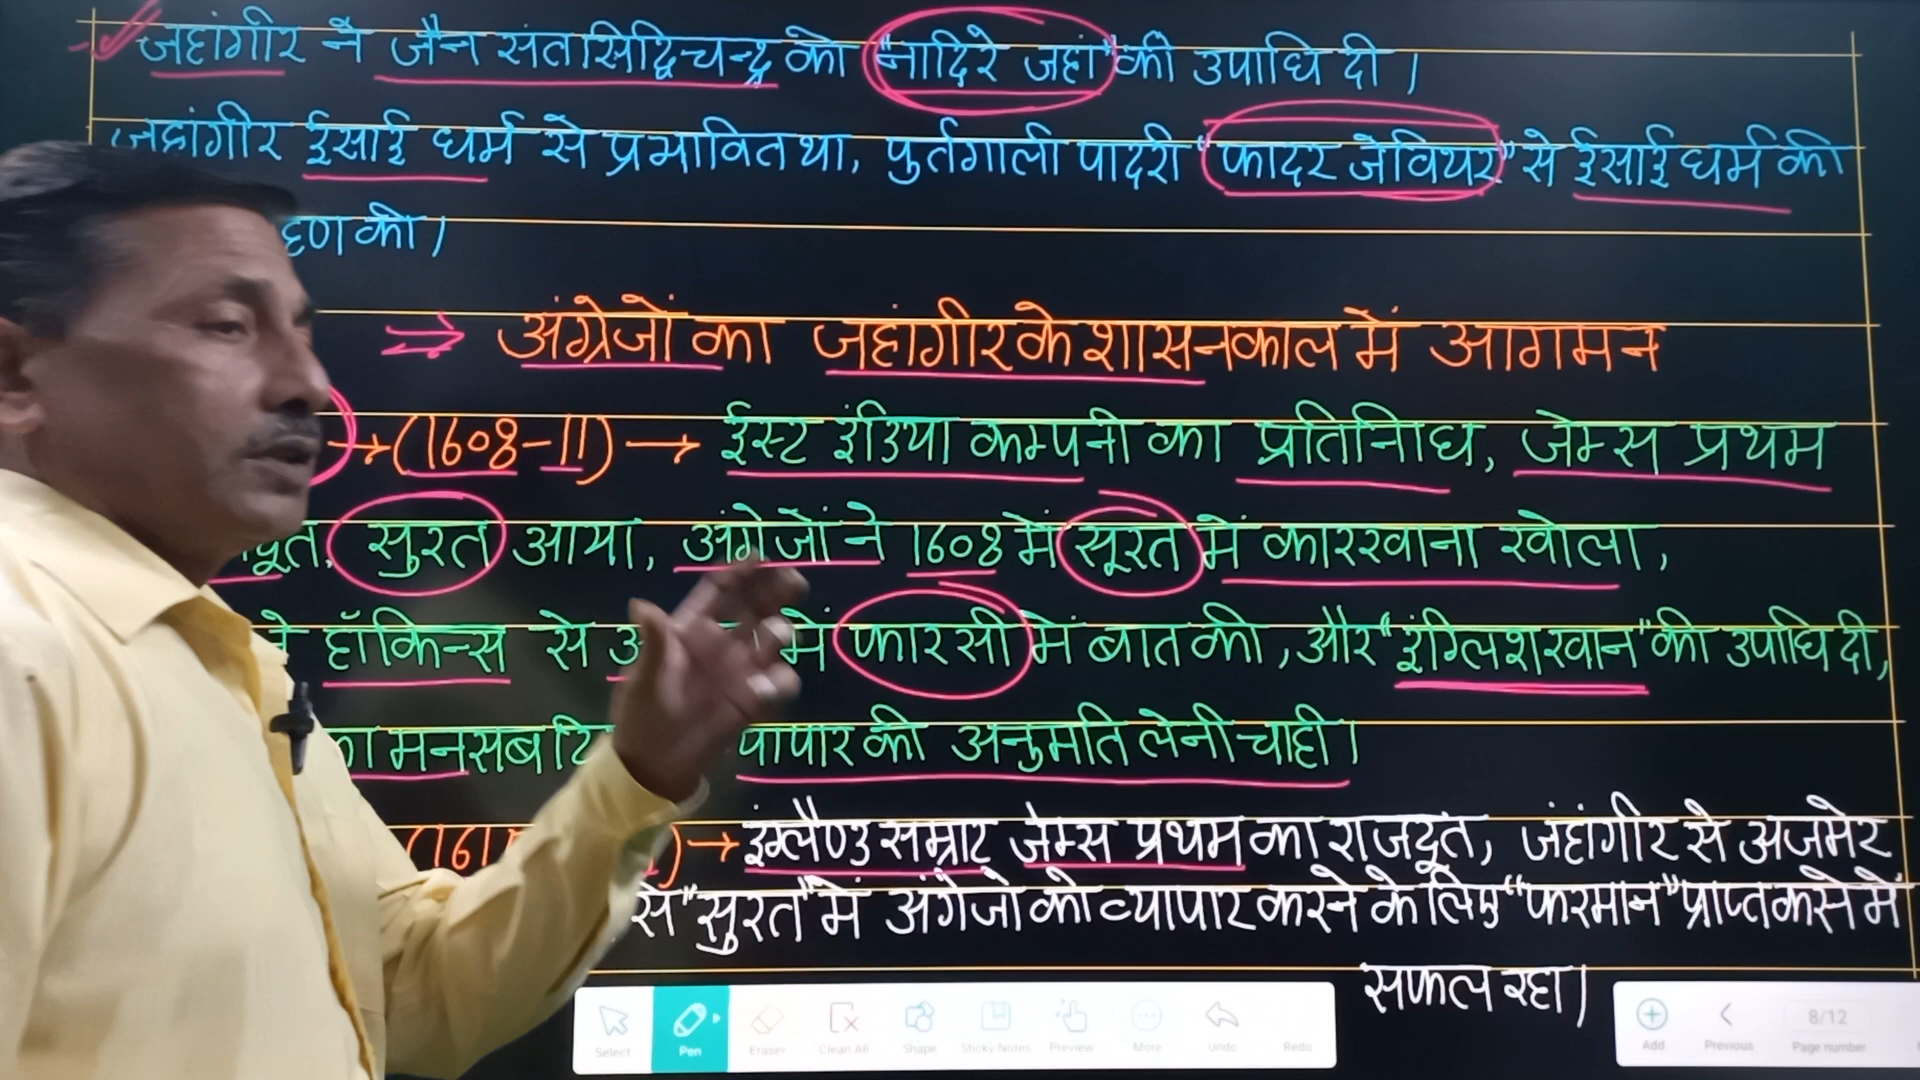 जहांगीर ने जैन संत सिद्धिचन्द्र को "नादिरे जहां" की उपाधि दी।
जहांगीर ईसाई धर्म से प्रभावित था, पुर्तगाली पादरी "फादर जेवियर" से ईसाई धर्म की
हण की।
⇒ अंग्रेजों का जहांगीर के शासनकाल में आगमन
→ (1608-11) → ईस्ट इंडिया कम्पनी का प्रतिनिधि, जेम्स प्रथम
दूत, सुरत आया, अंग्रेजों ने 1608 में सूरत में कारखाना खोला,
ने हॉकिन्स से में फारसी में बात की, और "इंग्लिश खान" की उपाधि दी,
का मनसब पापार की अनुमति लेनी चाही।
(161 ) → इंग्लैण्ड सम्राट जेम्स प्रथम का राजदूत, जंहांगीर से अजमेर
से "सुरत" में अंगेजो को व्यापार करने के लिए "फरमान" प्राप्त करने में
सफल रहा।
Select Pen Eraser Clean All Shape Sticky Notes Preview More Undo Redo
Add Previous 8/12 Page number